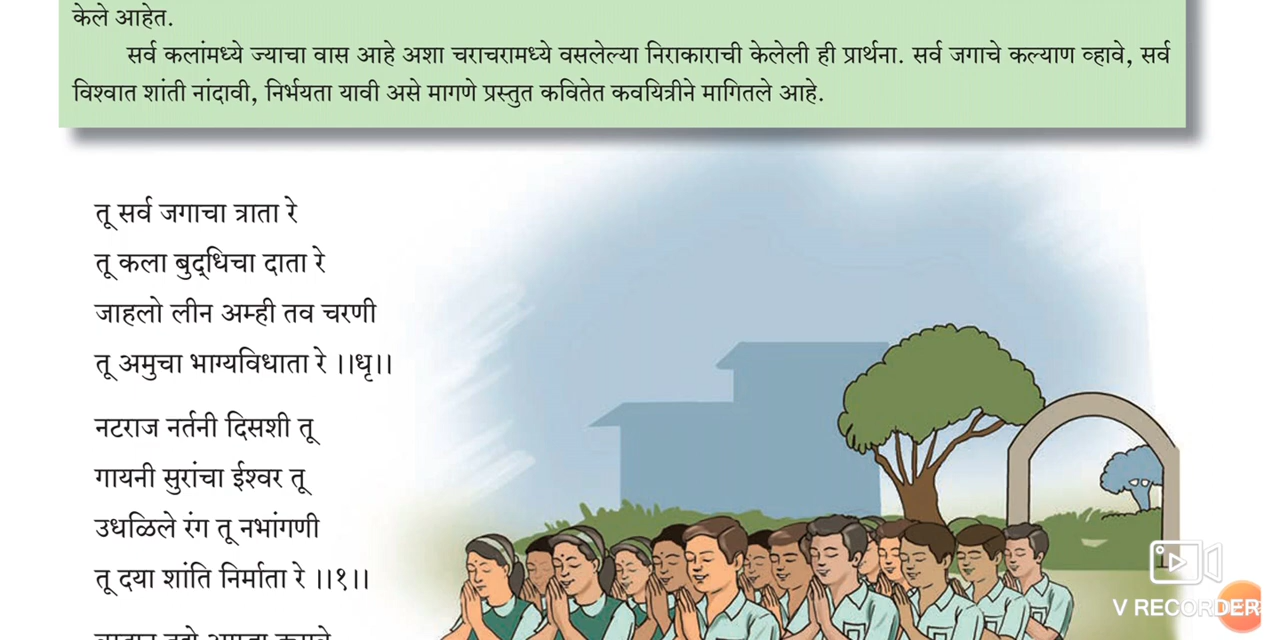 केले आहेत.
सर्व कलांमध्ये ज्याचा वास आहे अशा चराचरामध्ये वसलेल्या निराकाराची केलेली ही प्रार्थना. सर्व जगाचे कल्याण व्हावे, सर्व
विश्वात शांती नांदावी, निर्भयता यावी असे मागणे प्रस्तुत कवितेत कवयित्रीने मागितले आहे.
तू सर्व जगाचा त्राता रे
तू कला बुद्‌धिचा दाता रे
जाहलो लीन अम्ही तव चरणी
तू अमुचा भाग्यविधाता रे ।।धृ।।
नटराज नर्तनी दिसशी तू
गायनी सुरांचा ईश्वर तू
उधळिले रंग तू नभांगणी
तू दया शांति निर्माता रे ।।१।।
V RECORDER